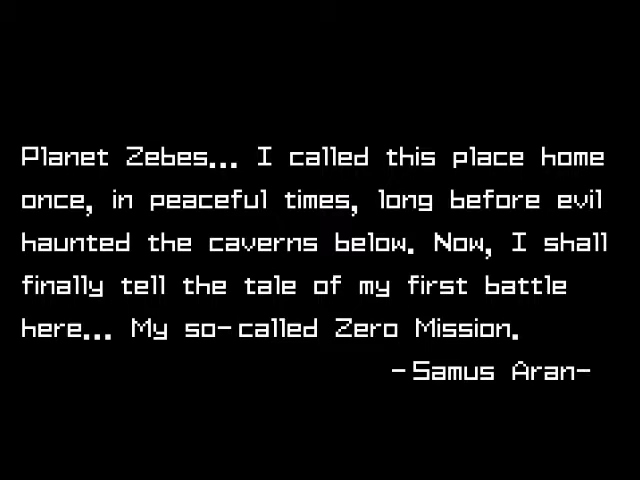 Planet Zebes... I called this place home
once, in peaceful times, long before evil
haunted the caverns below. Now, I shall
finally tell the tale of my first battle
here... My so-called Zero Mission.
-Samus Aran-